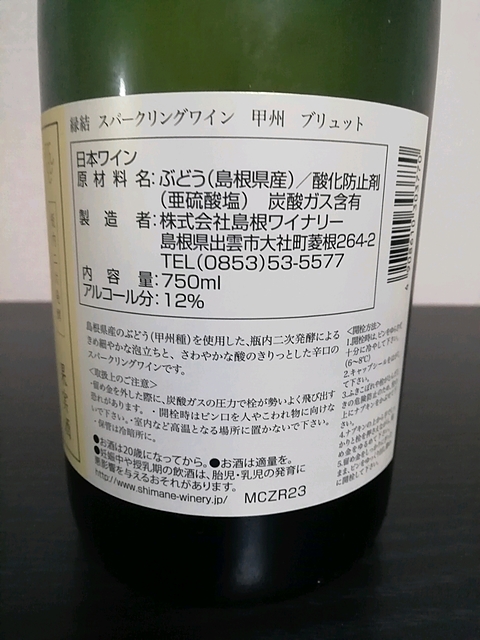 縁結 スパークリングワイン 甲州 ブリュット
日本ワイン
原材料名:ぶどう(島根県産)/酸化防止剤
(亜硫酸塩) 炭酸ガス含有
製造者:株式会社島根ワイナリー
島根県出雲市大社町菱根264-2
TEL(0853)53-5577
内容量:750ml
アルコール分:12%
島根県産のぶどう(甲州種)を使用した、瓶内二次発酵による
きめ細やかな泡立ちと、さわやかな酸のきりっとした辛口の
スパークリングワインです。
<取扱上のご注意>
・留め金を外した際に、炭酸ガスの圧力で栓が勢いよく飛び出す
恐れがあります。・開栓時はビン口を人やこわれ物に向けな
いで下さい。・室内など高温となる場所に置かないで下さい。
・保管は冷暗所に。
●お酒は20歳になってから。●お酒は適量を。
●妊娠中や授乳期の飲酒は、胎児・乳児の発育に
悪影響を与えるおそれがあります。
http://www.shimane-winery.jp/ MCZR23
<開栓方法>
1.開栓時は、ビンをゆ
十分に冷やして下さい。
(6~8℃)
2.キャップシールを
て下さい。